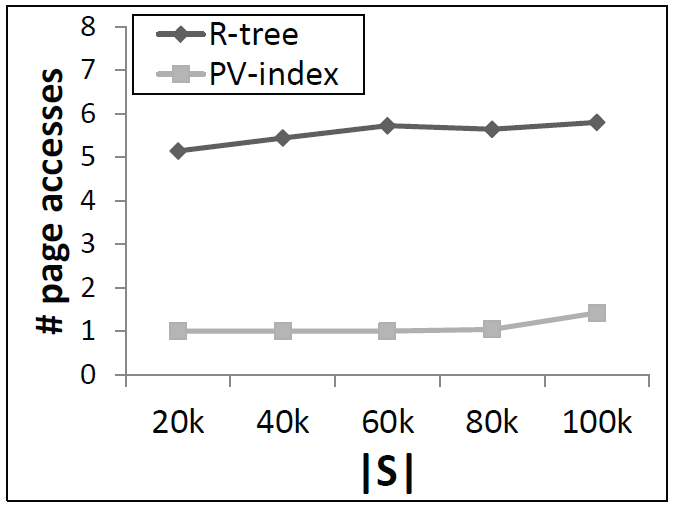 8
7
6
5
4
3
2
1
0
# page accesses
R-tree
PV-index
20k 40k 60k 80k 100k
|S|